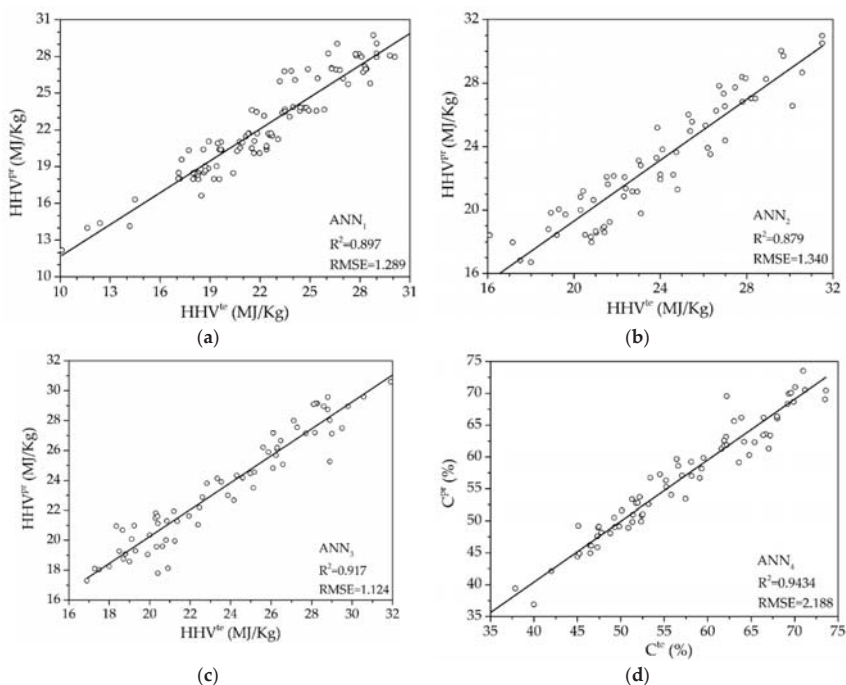 31
28
25
22
19
16
13
10
HHV^pr (MJ/Kg)
ANN₁
R²=0.897
RMSE=1.289
10 13 16 19 22 25 28 31
HHV^te (MJ/Kg)
(a)
32
28
24
20
16
HHV^pr (MJ/Kg)
ANN₂
R²=0.879
RMSE=1.340
16 20 24 28 32
HHV^te (MJ/Kg)
(b)
32
30
28
26
24
22
20
18
16
HHV^pr (MJ/Kg)
ANN₃
R²=0.917
RMSE=1.124
16 18 20 22 24 26 28 30 32
HHV^te (MJ/Kg)
(c)
75
70
65
60
55
50
45
40
35
C^pr (%)
ANN₄
R²=0.9434
RMSE=2.188
35 40 45 50 55 60 65 70 75
C^te (%)
(d)